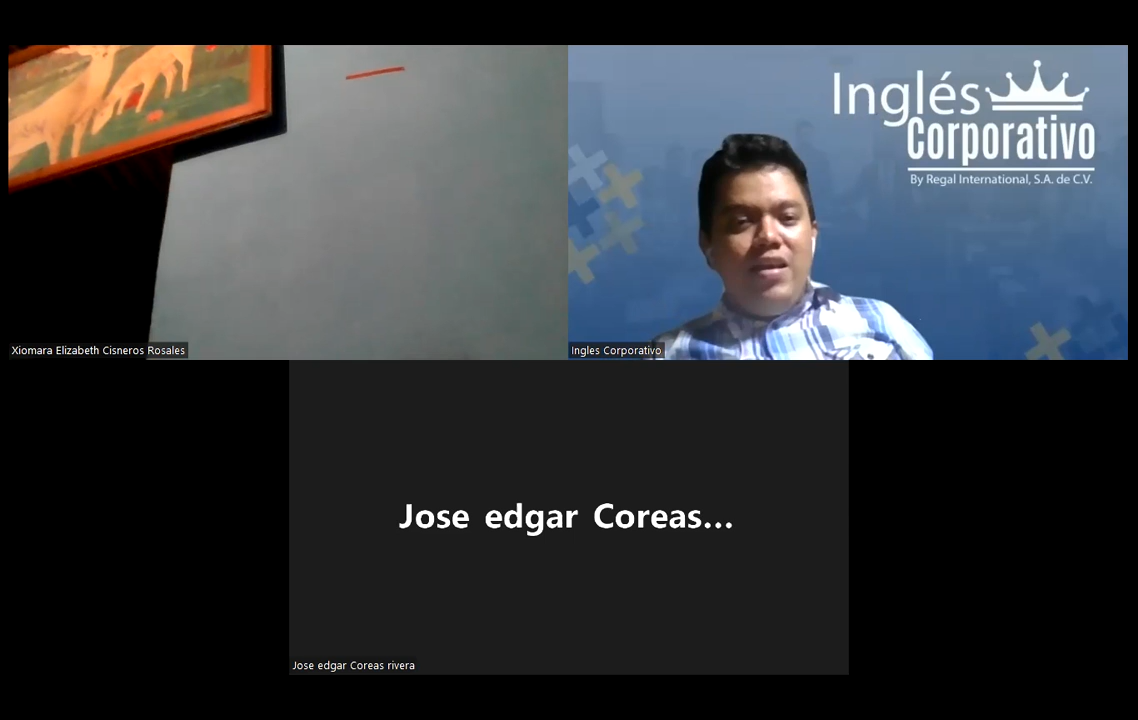 Inglés
Corporativo
By Regal International, S.A. de C.V.
Xiomara Elizabeth Cisneros Rosales
Ingles Corporativo
Jose edgar Coreas...
Jose edgar Coreas rivera